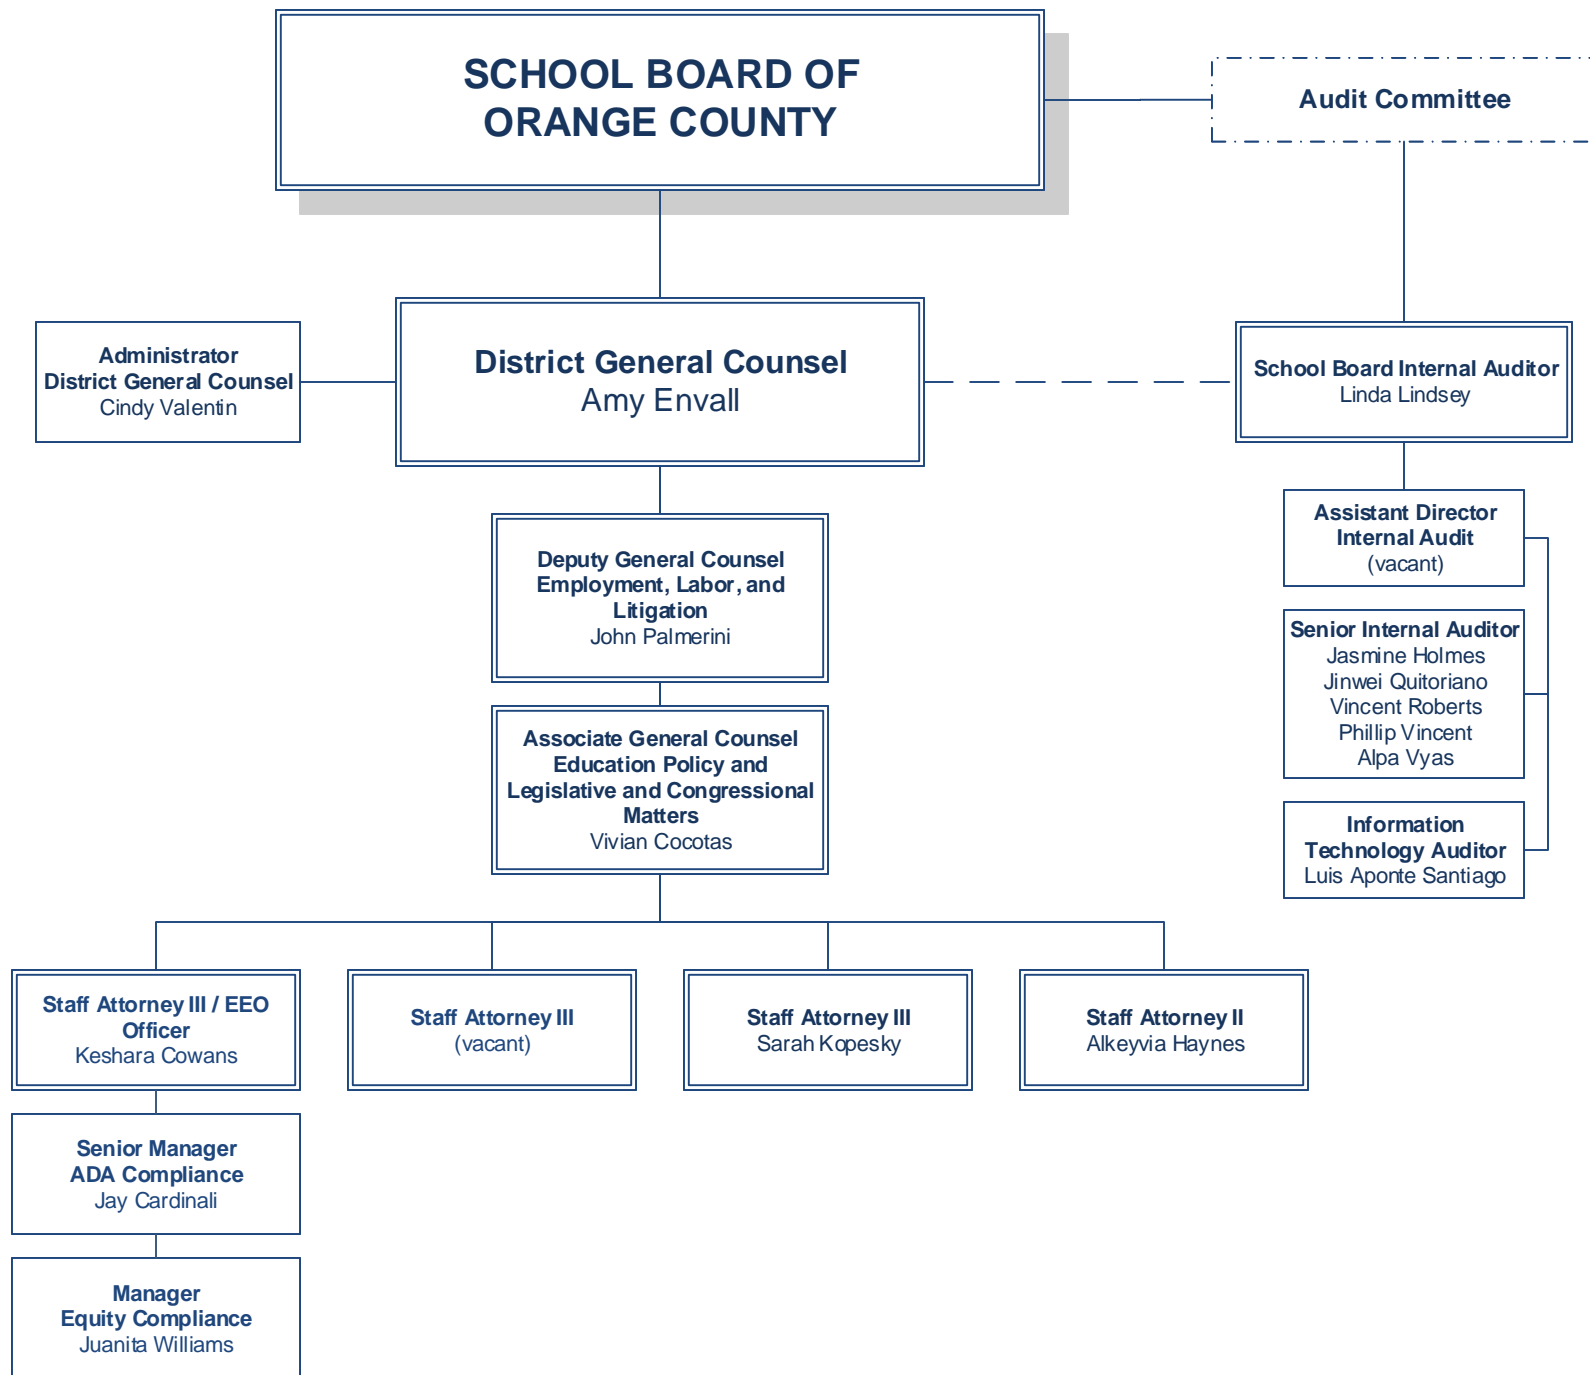 SCHOOL BOARD OF
ORANGE COUNTY
Audit Committee
Administrator
District General Counsel
Cindy Valentin
District General Counsel
Amy Envall
School Board Internal Auditor
Linda Lindsey
Deputy General Counsel
Employment, Labor, and
Litigation
John Palmerini
Assistant Director
Internal Audit
(vacant)
Senior Internal Auditor
Jasmine Holmes
Jinwei Quitoriano
Vincent Roberts
Phillip Vincent
Alpa Vyas
Associate General Counsel
Education Policy and
Legislative and Congressional
Matters
Vivian Cocotas
Information
Technology Auditor
Luis Aponte Santiago
Staff Attorney III / EEO
Officer
Keshara Cowans
Staff Attorney III
(vacant)
Staff Attorney III
Sarah Kopesky
Staff Attorney II
Alkeyvia Haynes
Senior Manager
ADA Compliance
Jay Cardinali
Manager
Equity Compliance
Juanita Williams